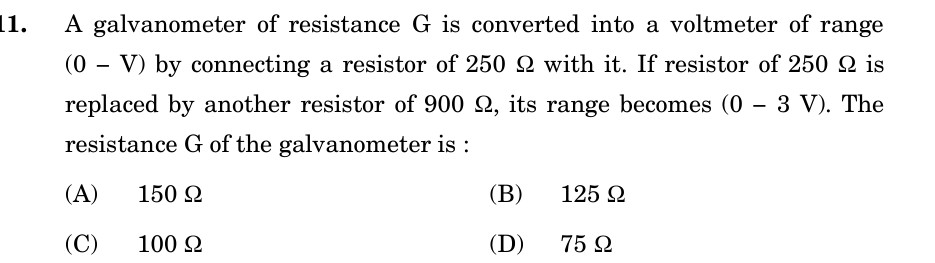 11. A galvanometer of resistance G is converted into a voltmeter of range
(0 – V) by connecting a resistor of 250 Ω with it. If resistor of 250 Ω is
replaced by another resistor of 900 Ω, its range becomes (0 – 3 V). The
resistance G of the galvanometer is :
(A) 150 Ω (B) 125 Ω
(C) 100 Ω (D) 75 Ω